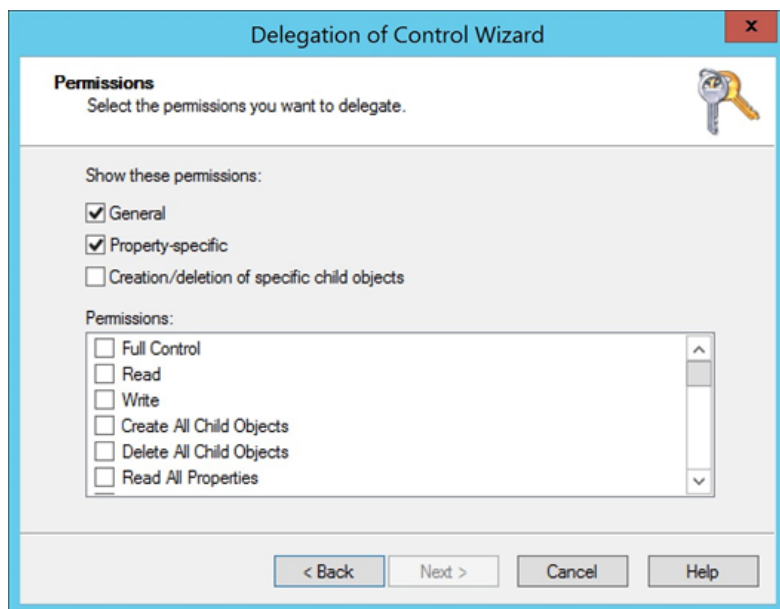 Delegation of Control Wizard
x
Permissions
Select the permissions you want to delegate.
Show these permissions:
General
Property-specific
Creation/deletion of specific child objects
Permissions:
Full Control
Read
Write
Create All Child Objects
Delete All Child Objects
Read All Properties
< Back Next > Cancel Help